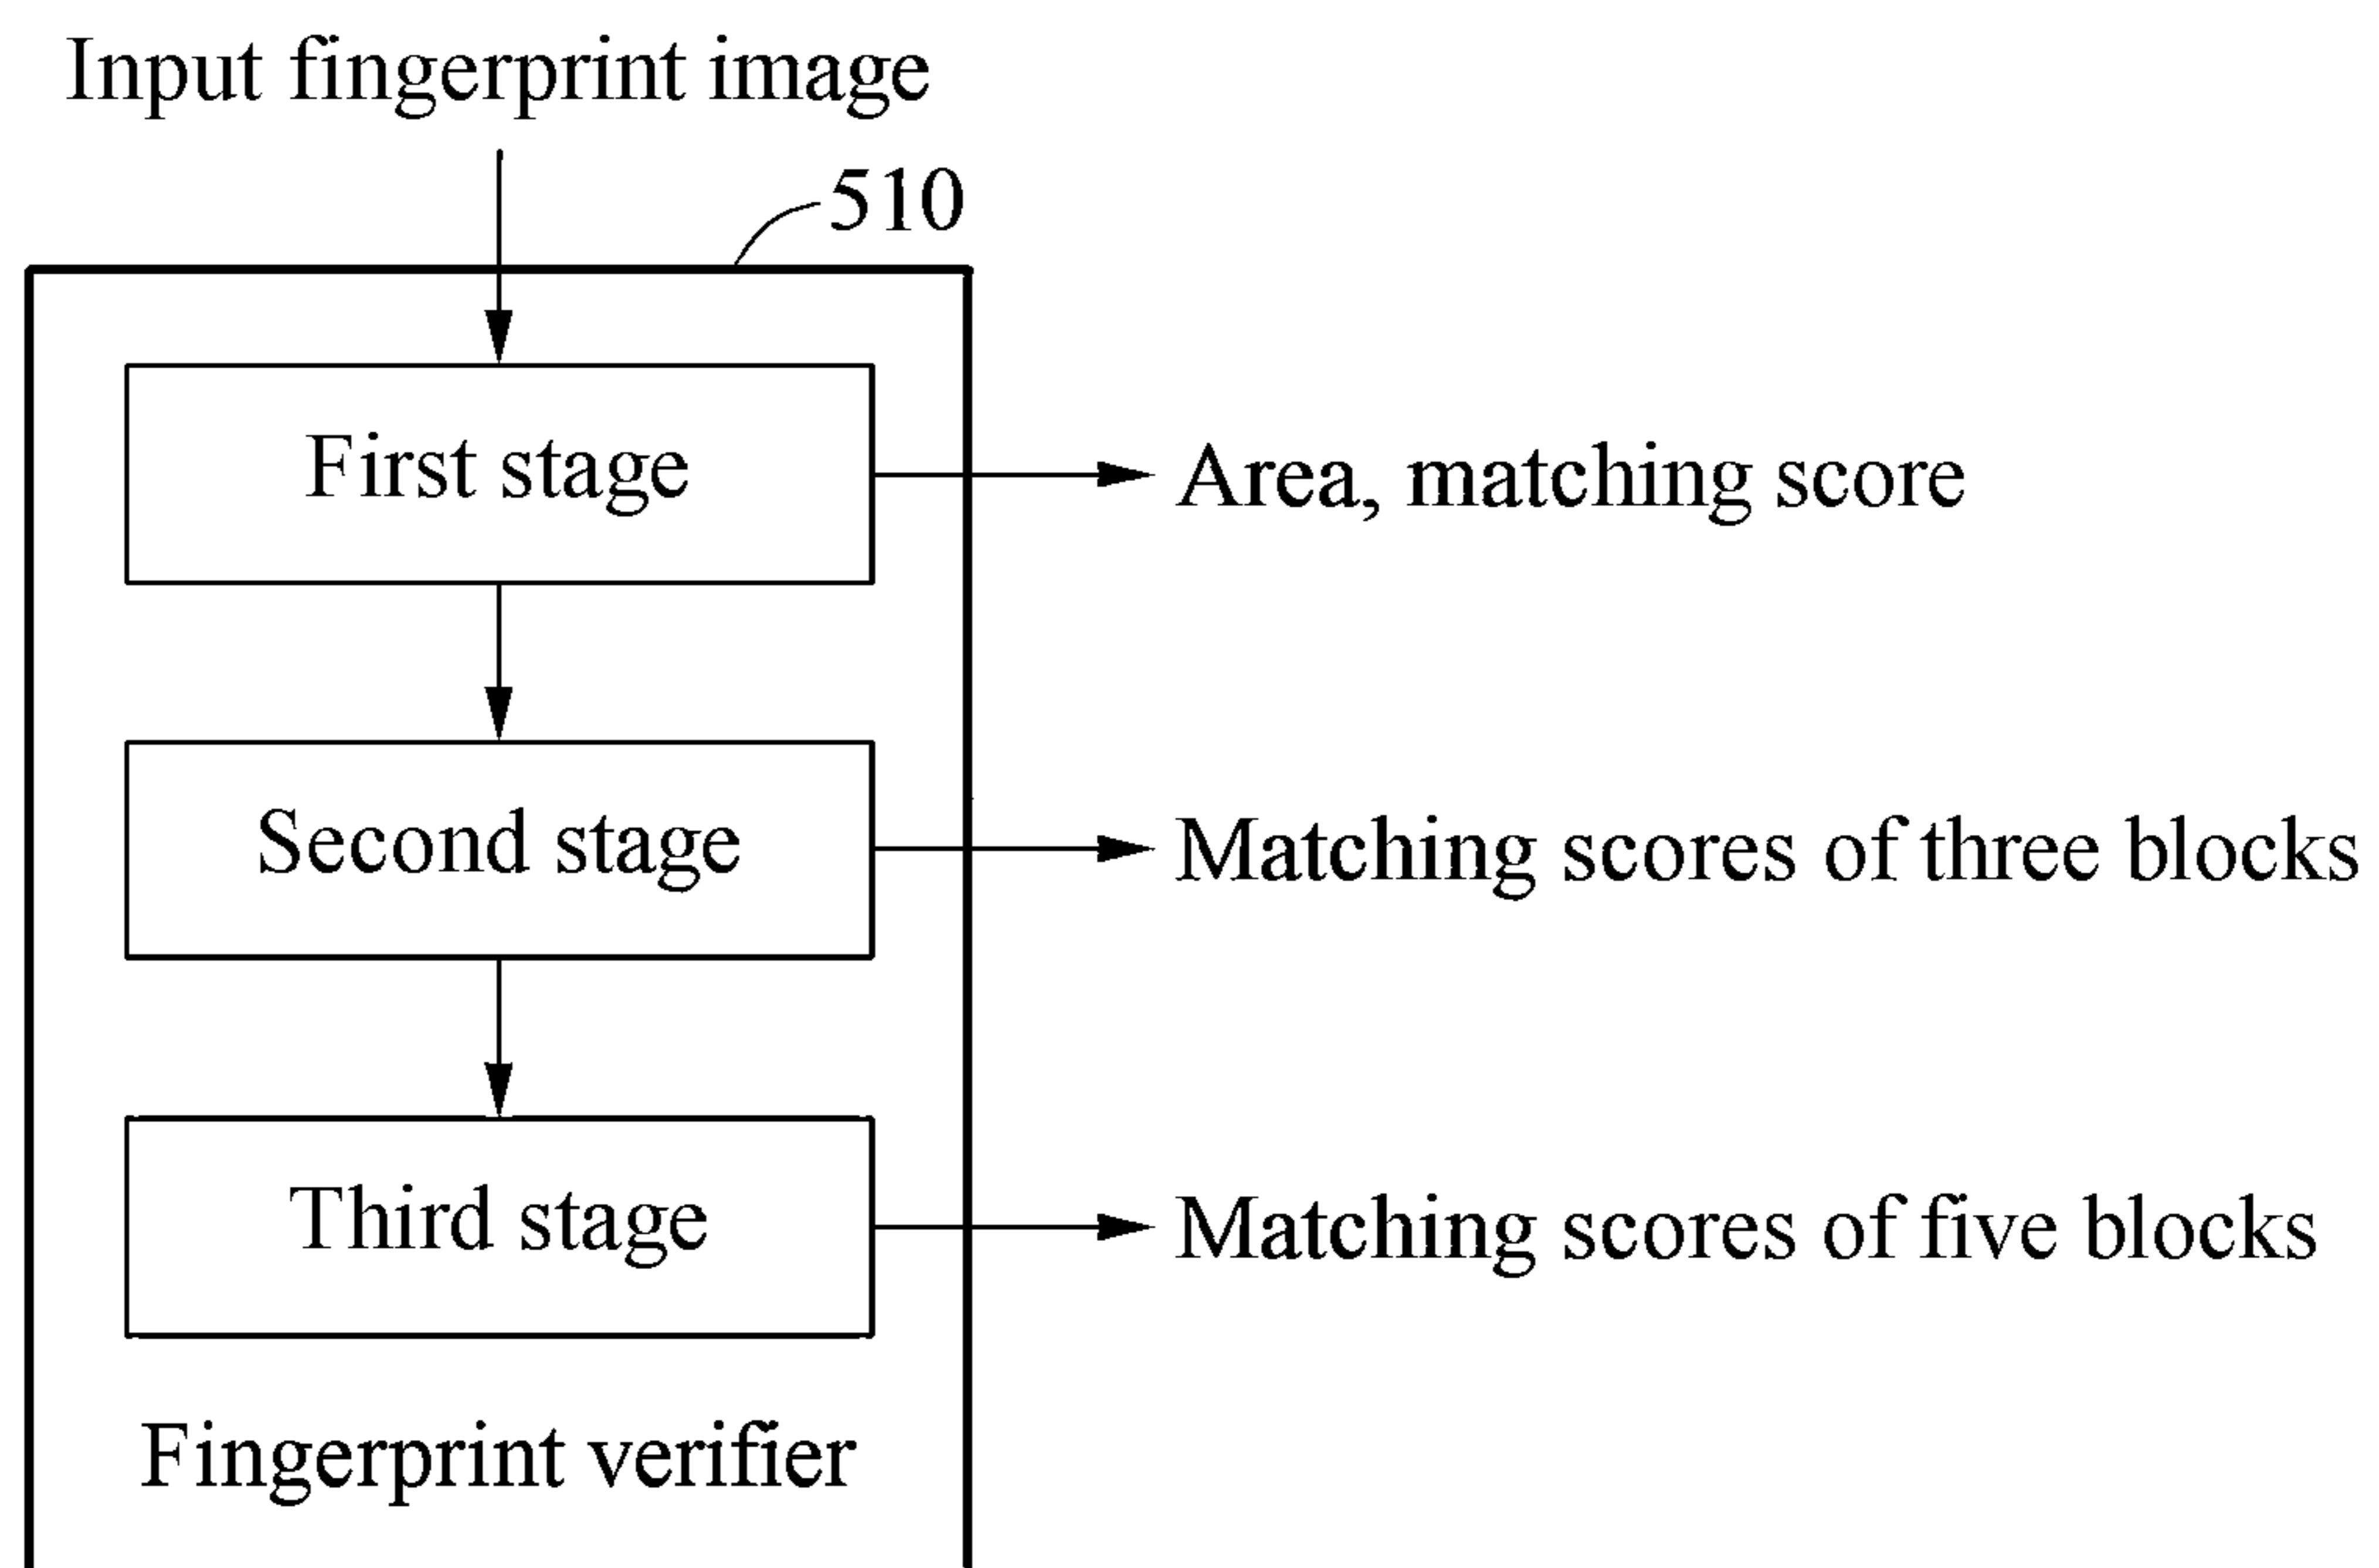 Input fingerprint image
510
First stage
Area, matching score
Second stage
Matching scores of three blocks
Third stage
Matching scores of five blocks
Fingerprint verifier